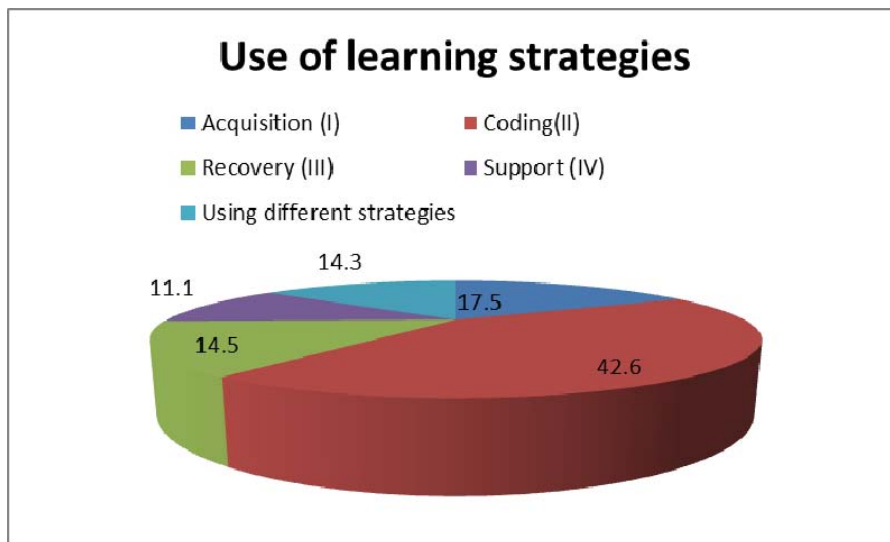 Use of learning strategies
Acquisition (I) Coding(II)
Recovery (III) Support (IV)
Using different strategies
14.3
11.1
17.5
14.5
42.6